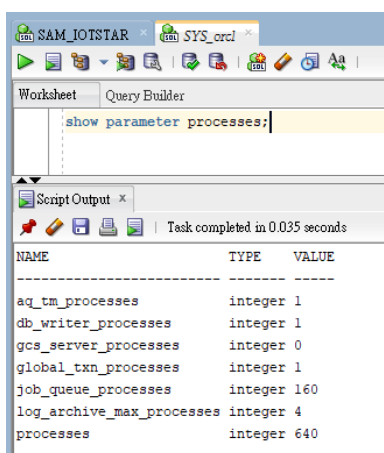 SAM_IOTSTAR × SYS_orcl ×
Worksheet Query Builder
show parameter processes;
Script Output ×
Task completed in 0.035 seconds
NAME TYPE VALUE
------------------------- ------- -----
aq_tm_processes integer 1
db_writer_processes integer 1
gcs_server_processes integer 0
global_txn_processes integer 1
job_queue_processes integer 160
log_archive_max_processes integer 4
processes integer 640